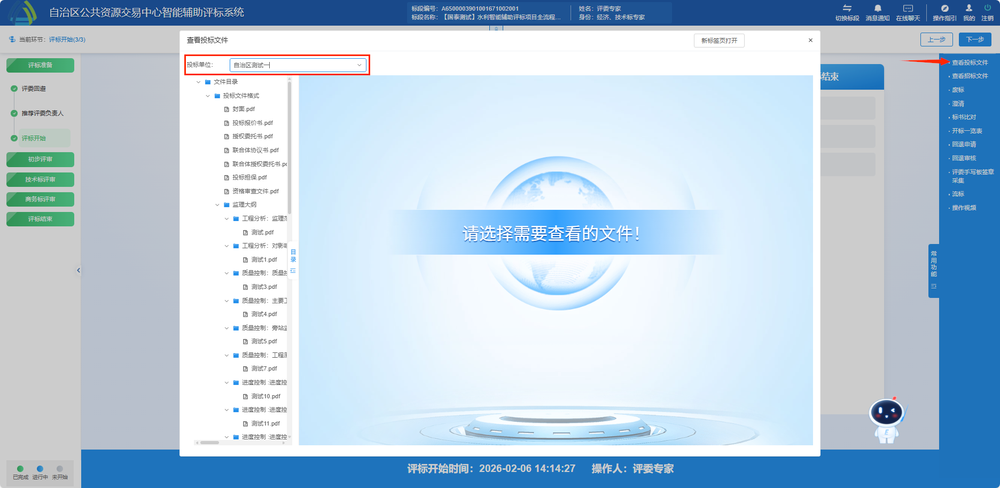 自治区公共资源交易中心智能辅助评标系统
标段编号：A6500003901001671002001
标段名称：【国泰测试】水利智能辅助评标项目全流程...
姓名：评委专家
身份：经济、技术标专家
切换标段
消息通知
在线聊天
操作指引
我的
注销
当前环节：评标开始(3/3)
上一步
下一步
评标准备
评委回避
推荐评委负责人
评标开始
初步评审
技术标评审
商务标评审
评标结束
已完成
进行中
未开始
查看投标文件
新标签页打开
投标单位：
自治区测试一
文件目录
投标文件格式
封面.pdf
投标报价书.pdf
授权委托书.pdf
联合体协议书.pdf
联合体授权委托书.pd
投标担保.pdf
资格审查文件.pdf
监理大纲
工程分析：监理范
测试.pdf
工程分析：对影响
测试1.pdf
质量控制：质量控
测试3.pdf
质量控制：主要工
测试4.pdf
质量控制：旁站监
测试5.pdf
质量控制：工程质
测试7.pdf
进度控制 :进度控
测试10.pdf
进度控制 :进度控
测试11.pdf
进度控制 :进度控
目录
请选择需要查看的文件！
结束
查看投标文件
查看招标文件
废标
澄清
标书比对
开标一览表
回退申请
回退审核
评委手写板签章
采集
流标
操作视频
常用功能
E
评标开始时间：2026-02-06 14:14:27
操作人：评委专家